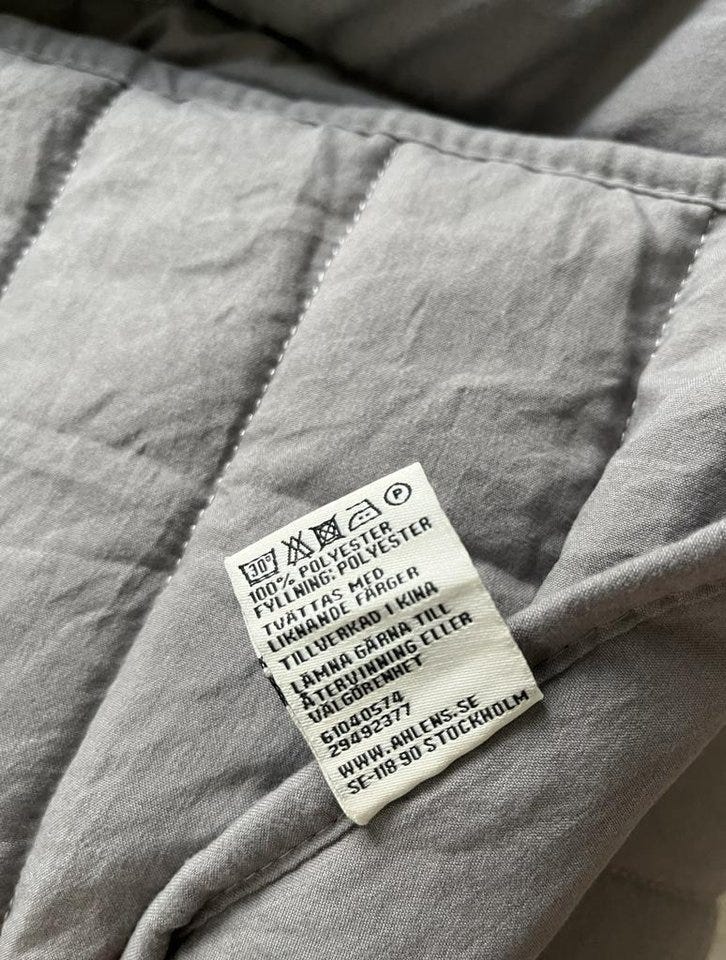 30°
P
100% POLYESTER
FYLLNING: POLYESTER
TVÄTTAS MED
LIKNANDE FÄRGER
TILLVERKAD I KINA
LÄMNA GÄRNA TILL
ÅTERVINNING ELLER
VÄLGÖRENHET
61040574
29492377
WWW.AHLENS.SE
SE-118 90 STOCKHOLM